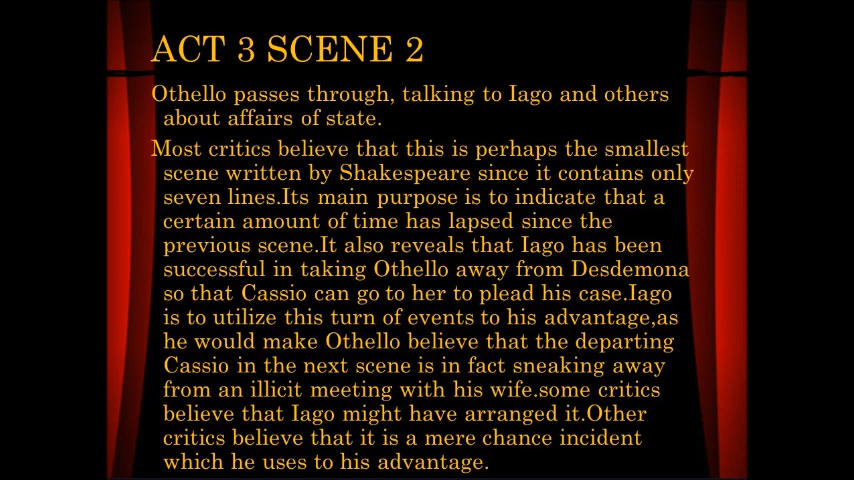 ACT 3 SCENE 2
Othello passes through, talking to Iago and others
about affairs of state.
Most critics believe that this is perhaps the smallest
scene written by Shakespeare since it contains only
seven lines.Its main purpose is to indicate that a
certain amount of time has lapsed since the
previous scene.It also reveals that Iago has been
successful in taking Othello away from Desdemona
so that Cassio can go to her to plead his case.Iago
is to utilize this turn of events to his advantage,as
he would make Othello believe that the departing
Cassio in the next scene is in fact sneaking away
from an illicit meeting with his wife.some critics
believe that Iago might have arranged it.Other
critics believe that it is a mere chance incident
which he uses to his advantage.